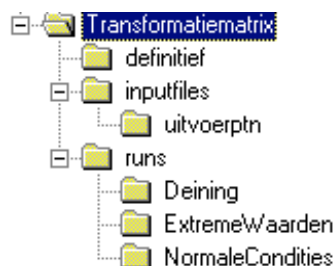 Transformatiematrix
definitief
inputfiles
uitvoerptn
runs
Deining
ExtremeWaarden
NormaleCondities